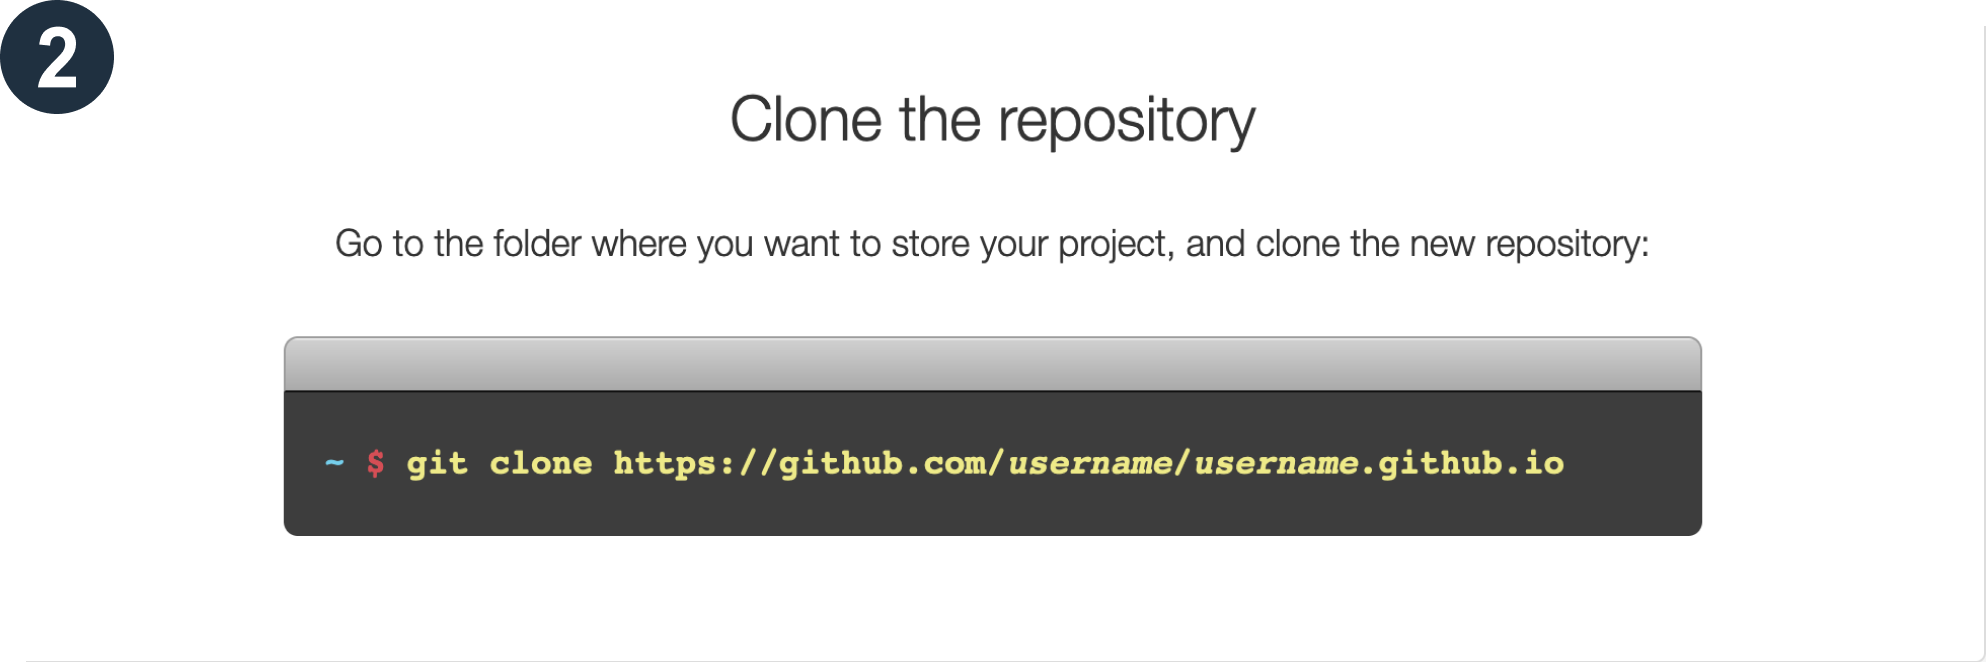 2
Clone the repository
Go to the folder where you want to store your project, and clone the new repository:
~ $ git clone https://github.com/username/username.github.io